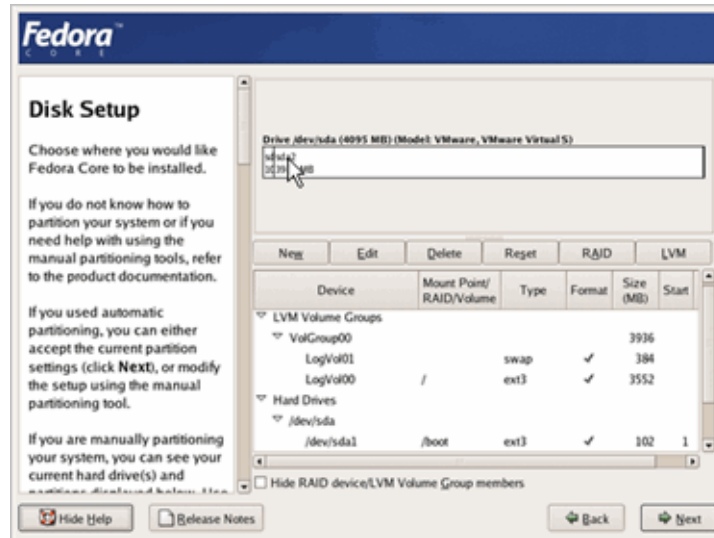 Fedora
CORE
Disk Setup
Choose where you would like
Fedora Core to be installed.
If you do not know how to
partition your system or if you
need help with using the
manual partitioning tools, refer
to the product documentation.
If you used automatic
partitioning, you can either
accept the current partition
settings (click Next), or modify
the setup using the manual
partitioning tool.
If you are manually partitioning
your system, you can see your
current hard drive(s) and
Drive /dev/sda (4095 MB) (Model: VMware, VMware Virtual S)
sda2
MB
New Edit Delete Reset RAID LVM
Device Mount Point/ RAID/Volume Type Format Size (MB) Start
LVM Volume Groups
VolGroup00 3936
LogVol01 swap ✓ 384
LogVol00 / ext3 ✓ 3552
Hard Drives
/dev/sda
/dev/sda1 /boot ext3 ✓ 102 1
Hide RAID device/LVM Volume Group members
Hide Help Release Notes Back Next